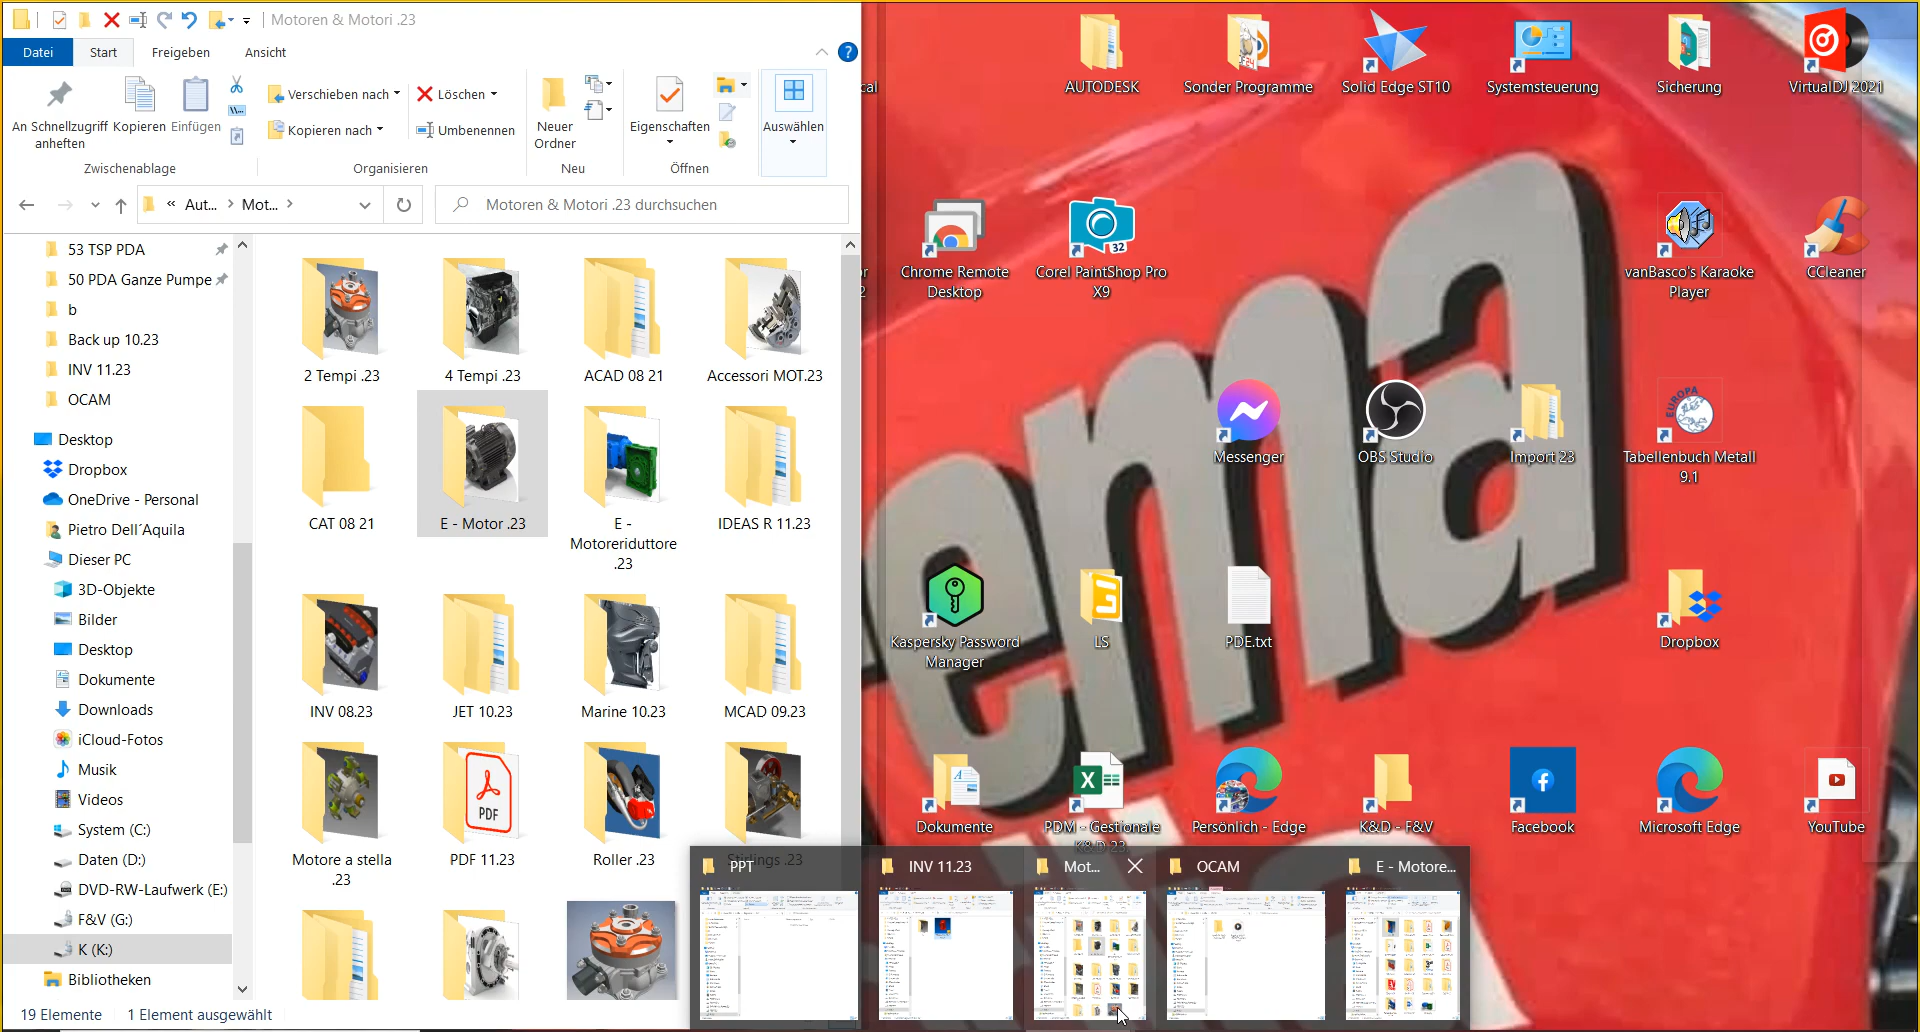 Motoren & Motori .23
Datei
Start
Freigeben
Ansicht
An Schnellzugriff
anheften
Kopieren
Einfügen
Zwischenablage
Verschieben nach
Kopieren nach
Löschen
Umbenennen
Organisieren
Neuer
Ordner
Neu
Eigenschaften
Öffnen
Auswählen
« Aut... > Mot... >
Motoren & Motori .23 durchsuchen
53 TSP PDA
50 PDA Ganze Pumpe
b
Back up 10.23
INV 11.23
OCAM
Desktop
Dropbox
OneDrive - Personal
Pietro Dell´Aquila
Dieser PC
3D-Objekte
Bilder
Desktop
Dokumente
Downloads
iCloud-Fotos
Musik
Videos
System (C:)
Daten (D:)
DVD-RW-Laufwerk (E:)
F&V (G:)
K (K:)
Bibliotheken
2 Tempi .23
4 Tempi .23
ACAD 08 21
Accessori MOT.23
CAT 08 21
E - Motor .23
E -
Motoreriduttore
.23
IDEAS R 11.23
INV 08.23
JET 10.23
Marine 10.23
MCAD 09.23
Motore a stella
.23
PDF
PDF 11.23
Roller .23
Stirlings .23
19 Elemente
1 Element ausgewählt
cal
AUTODESK
Sonder Programme
Solid Edge ST10
Systemsteuerung
Sicherung
VirtualDJ 2021
or
2
Chrome Remote
Desktop
32
Corel PaintShop Pro
X9
vanBasco's Karaoke
Player
CCleaner
ema
Messenger
OBS Studio
Import 23
EUROPA
Tabellenbuch Metall
9.1
Kaspersky Password
Manager
LS
PDE.txt
Dropbox
Dokumente
PDM - Gestionale
K&D 23
Persönlich - Edge
K&D - F&V
Facebook
Microsoft Edge
YouTube
PPT
INV 11.23
Mot...
OCAM
E - Motore...